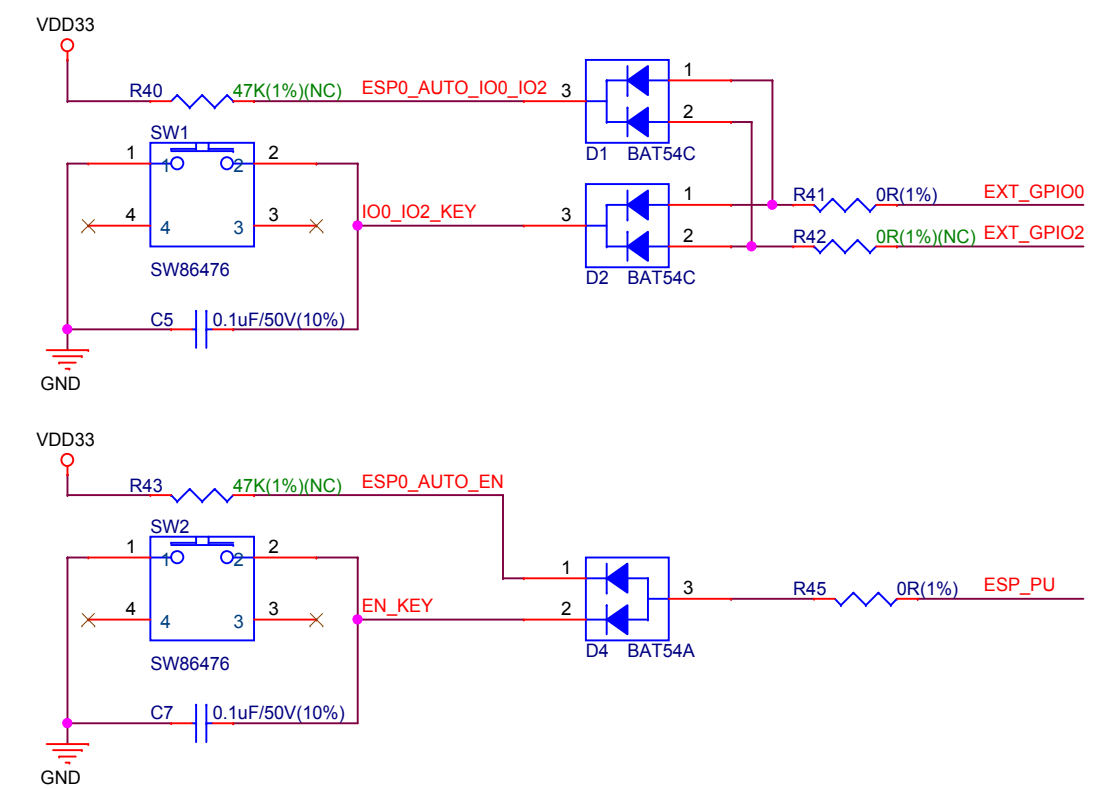 VDD33
R40 47K(1%)(NC) ESP0_AUTO_IO0_IO2 3
1
2
D1 BAT54C
SW1
1 1 2 2
4 4 3 3
SW86476
IO0_IO2_KEY 3
1
2
D2 BAT54C
R41 0R(1%) EXT_GPIO0
R42 0R(1%)(NC) EXT_GPIO2
C5 0.1uF/50V(10%)
GND
VDD33
R43 47K(1%)(NC) ESP0_AUTO_EN
SW2
1 1 2 2
4 4 3 3
SW86476
EN_KEY
1
2
3
D4 BAT54A
R45 0R(1%) ESP_PU
C7 0.1uF/50V(10%)
GND